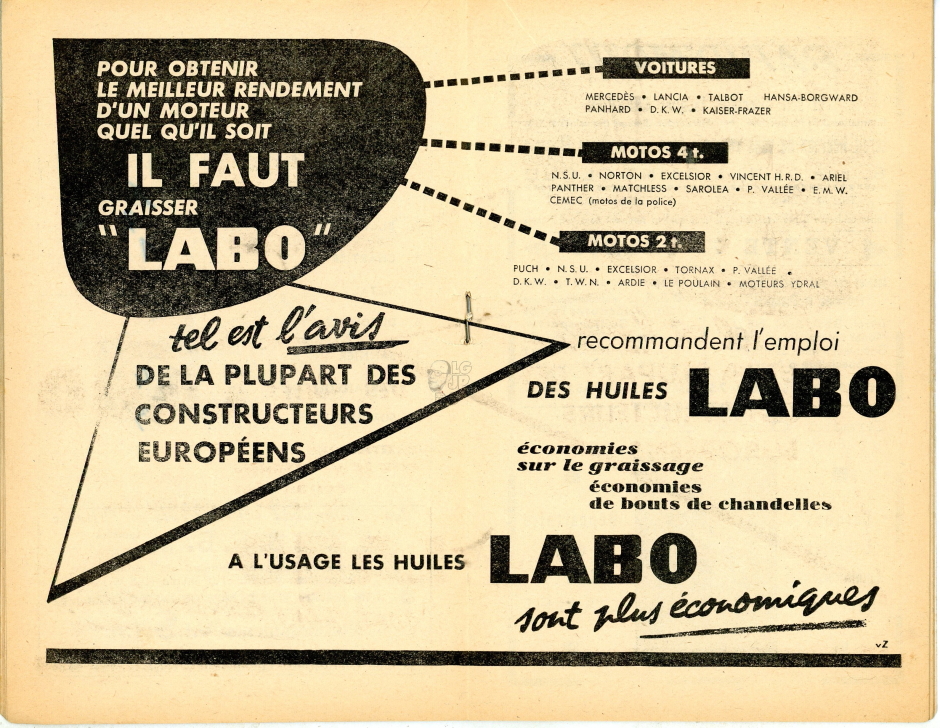 POUR OBTENIR
LE MEILLEUR RENDEMENT
D'UN MOTEUR
QUEL QU'IL SOIT
IL FAUT
GRAISSER
"LABO"
VOITURES
MERCEDÈS • LANCIA • TALBOT HANSA-BORGWARD
PANHARD • D.K.W. • KAISER-FRAZER
MOTOS 4 t.
N.S.U. • NORTON • EXCELSIOR • VINCENT H.R.D. • ARIEL
PANTHER • MATCHLESS • SAROLEA • P. VALLÉE • E.M.W.
CEMEC (motos de la police)
MOTOS 2 t.
PUCH • N.S.U. • EXCELSIOR • TORNAX • P. VALLÉE •
D.K.W. • T.W.N. • ARDIE • LE POULAIN • MOTEURS YDRAL
tel est l'avis
DE LA PLUPART DES
CONSTRUCTEURS
EUROPÉENS
recommandent l'emploi
DES HUILES LABO
économies
sur le graissage
économies
de bouts de chandelles
A L'USAGE LES HUILES LABO
sont plus économiques
vZ